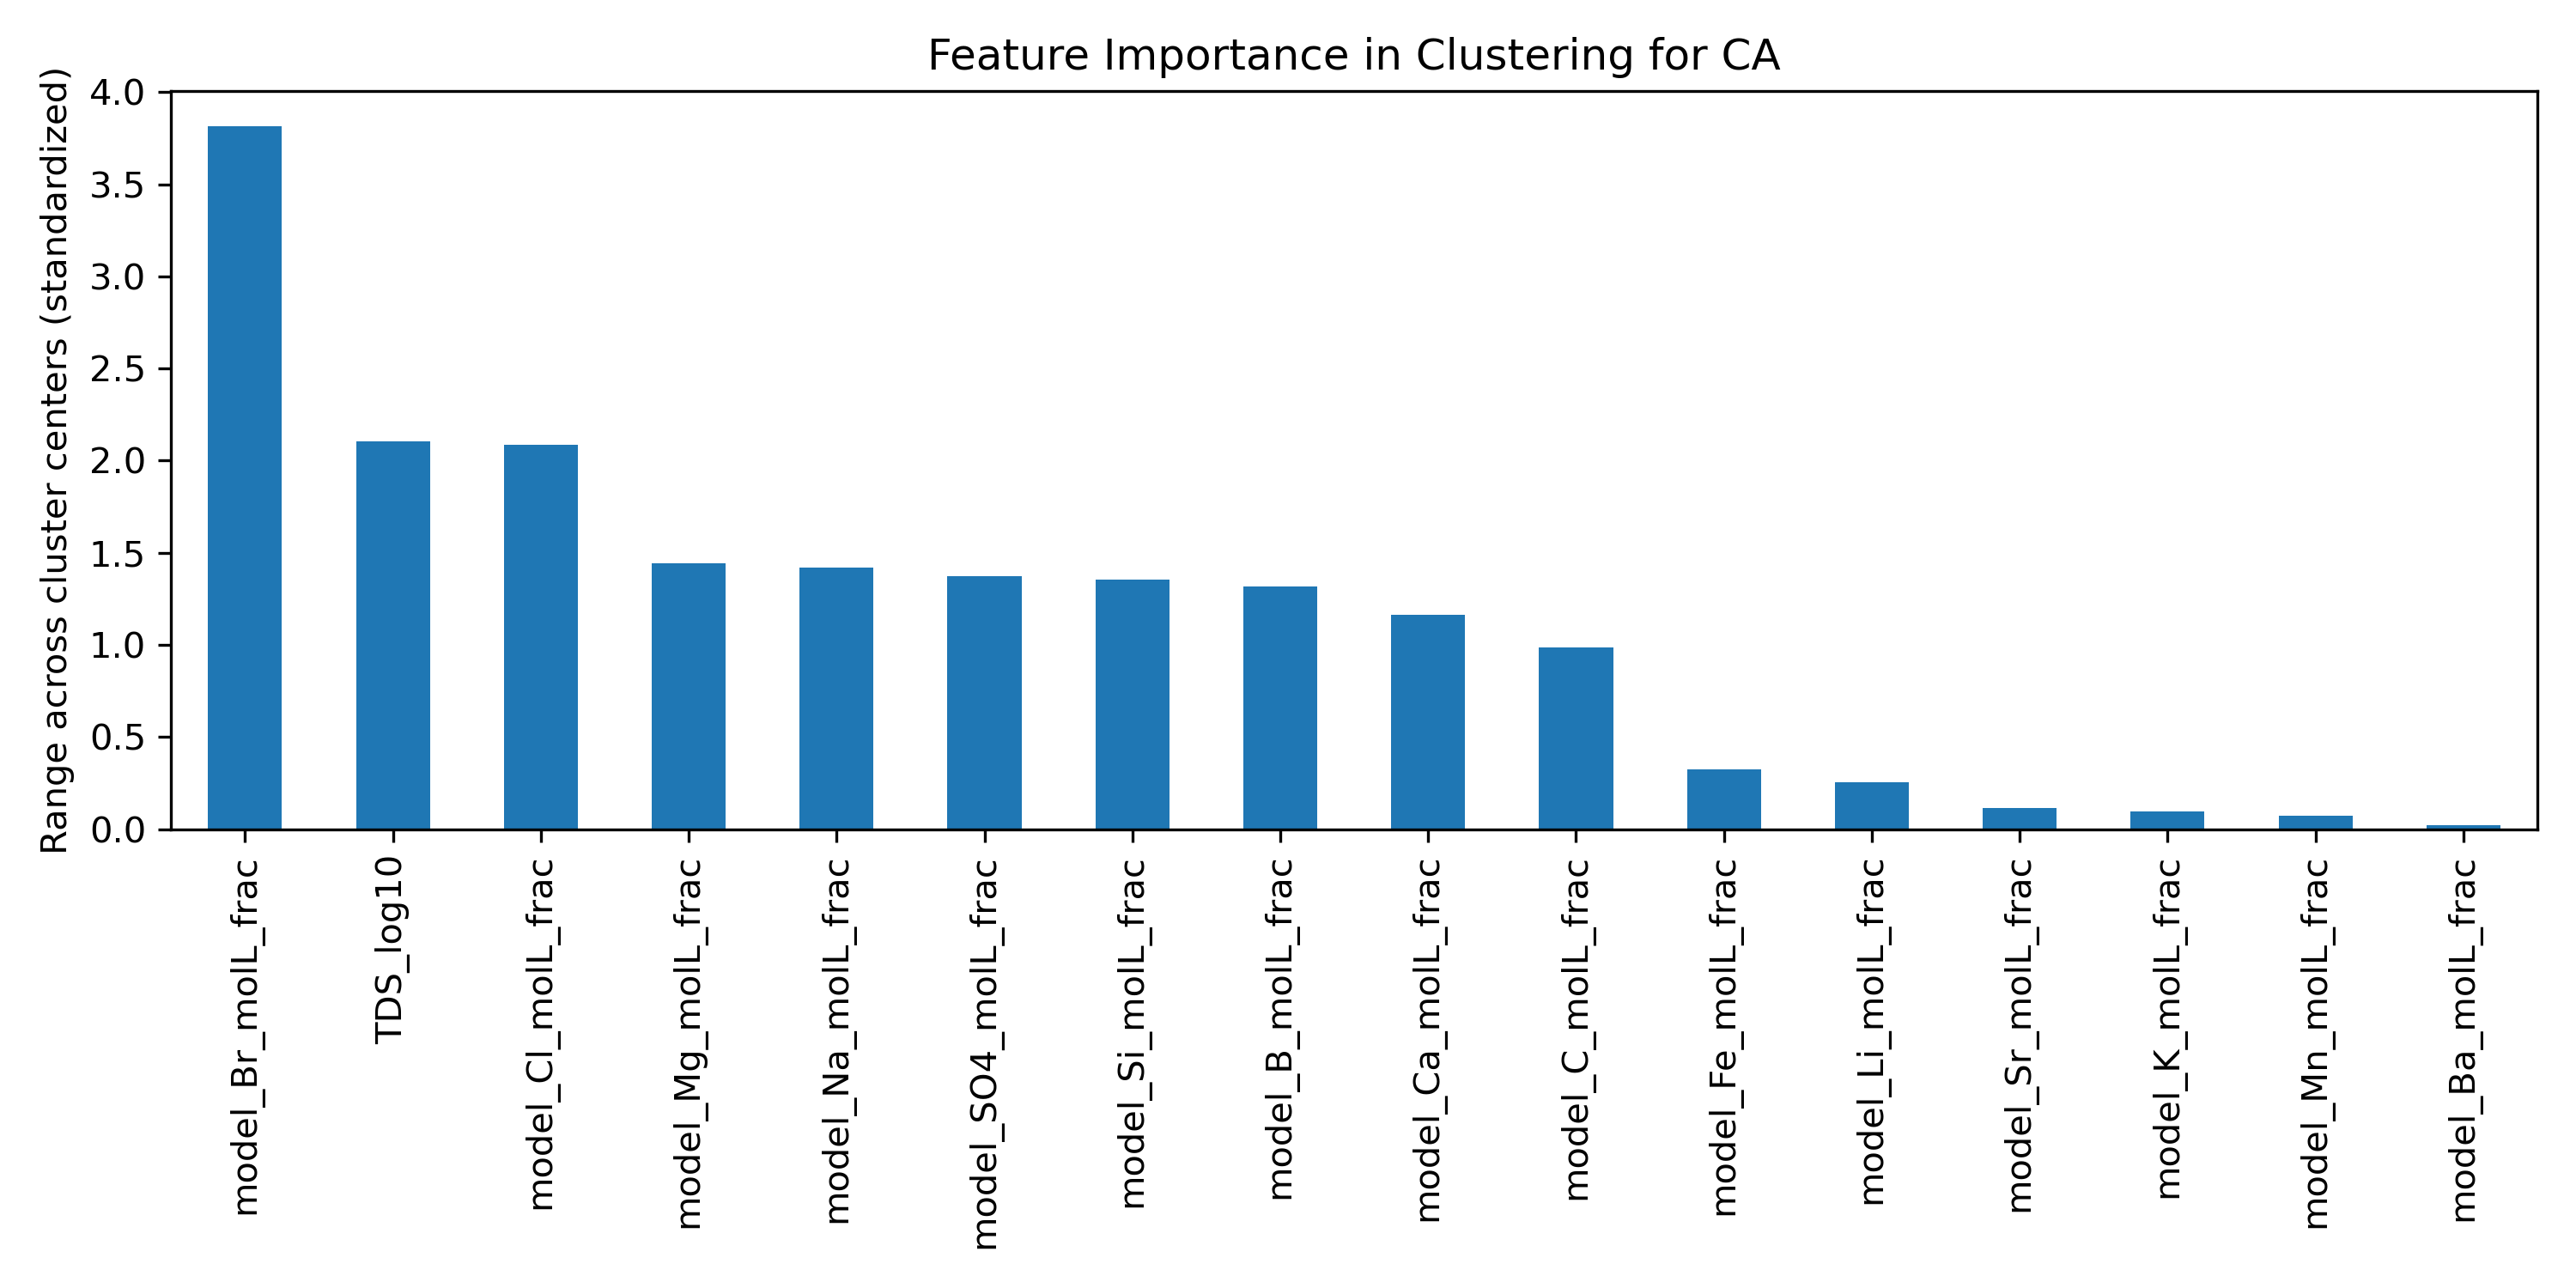 Feature Importance in Clustering for CA
Range across cluster centers (standardized)
4.0
3.5
3.0
2.5
2.0
1.5
1.0
0.5
0.0
model_Br_molL_frac
TDS_log10
model_Cl_molL_frac
model_Mg_molL_frac
model_Na_molL_frac
model_SO4_molL_frac
model_Si_molL_frac
model_B_molL_frac
model_Ca_molL_frac
model_C_molL_frac
model_Fe_molL_frac
model_Li_molL_frac
model_Sr_molL_frac
model_K_molL_frac
model_Mn_molL_frac
model_Ba_molL_frac